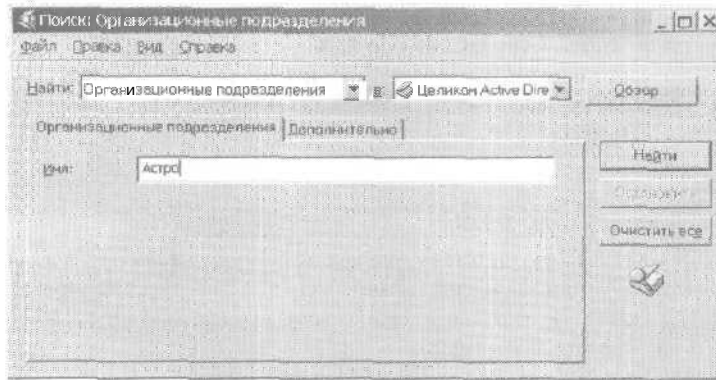 Поиск: Организационные подразделения
Файл Правка Вид Справка
Найти: Организационные подразделения в: Целиком Active Dire Обзор
Организационные подразделения Дополнительно
Имя: Астро
Найти
Остановить
Очистить все